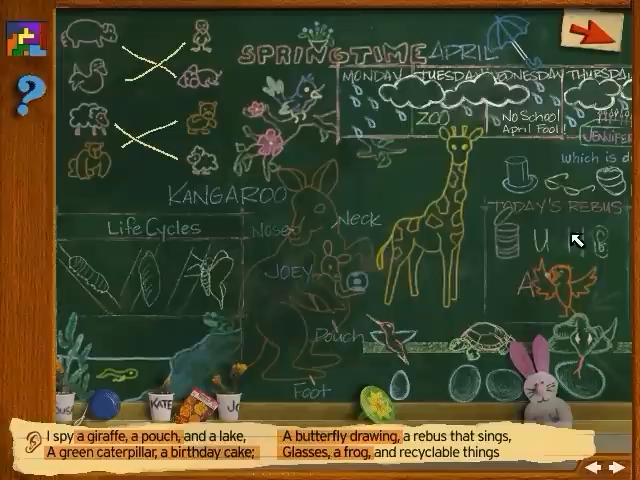 SPRINGTIME APRIL
MONDAY TUESDAY WEDNESDAY THURSDAY
ZOO
No School
April Fool!
JENNIFER
which is d
KANGAROO
TODAY'S REBUS
Life Cycles
Nose
Neck
U
JOEY
A
Pouch
Foot
KATE
JO
I spy a giraffe, a pouch, and a lake,
A green caterpillar, a birthday cake;
A butterfly drawing, a rebus that sings,
Glasses, a frog, and recyclable things